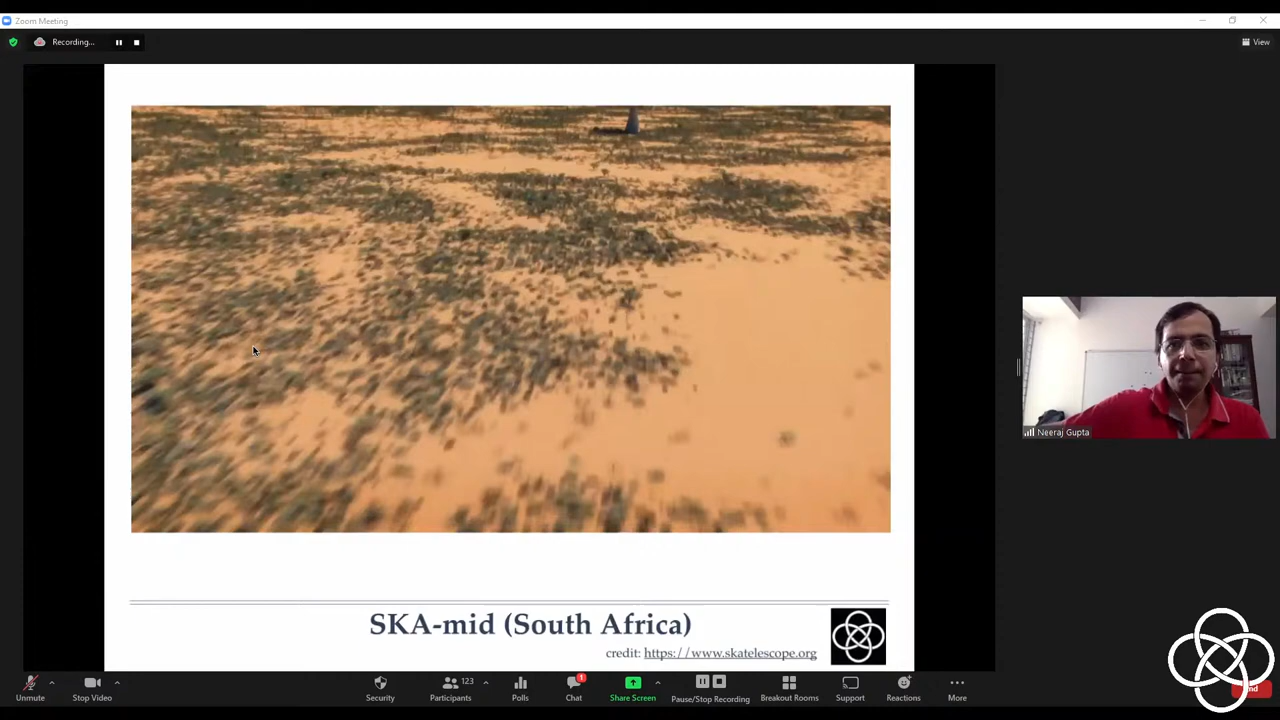 Zoom Meeting
Recording...
View
Neeraj Gupta
SKA-mid (South Africa)
credit: https://www.skatelescope.org
Unmute
Stop Video
Security
123
Participants
Polls
1
Chat
Share Screen
Pause/Stop Recording
Breakout Rooms
Support
Reactions
More